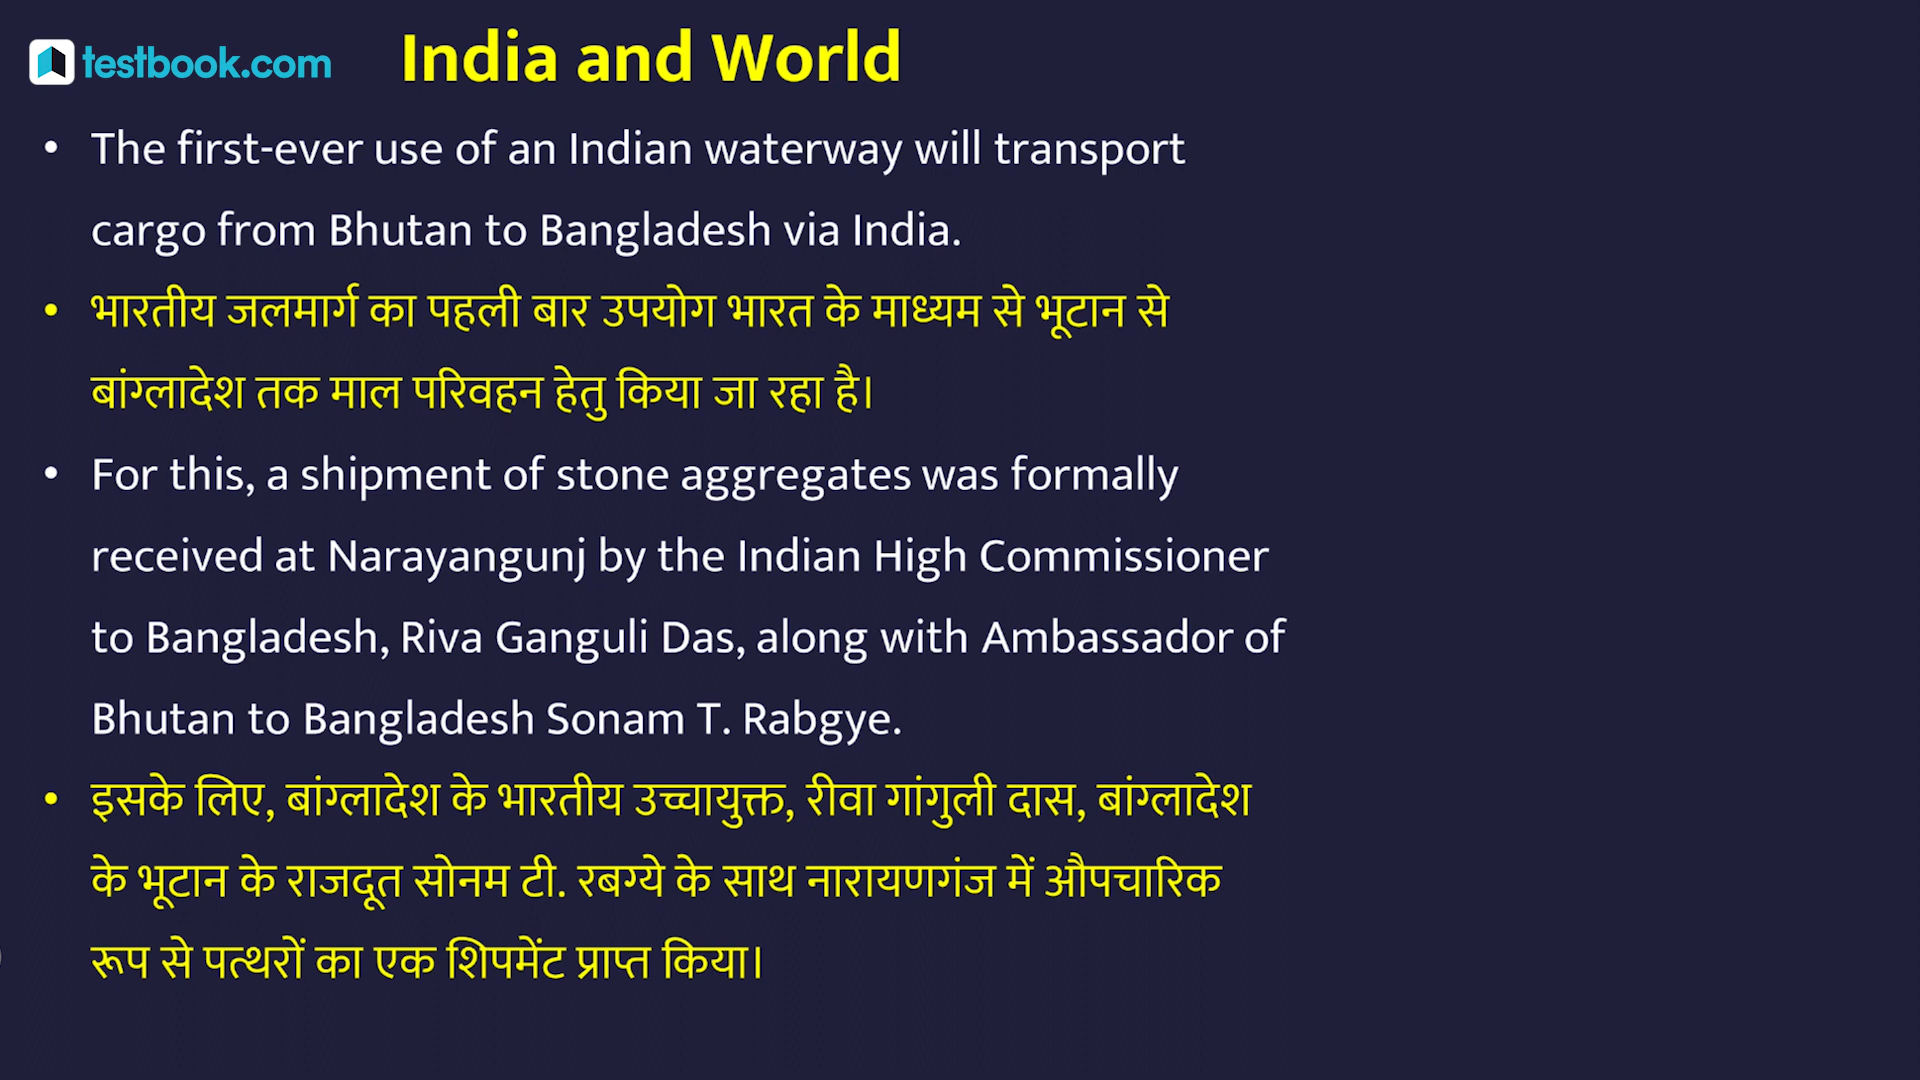 testbook.com
India and World
• The first-ever use of an Indian waterway will transport
cargo from Bhutan to Bangladesh via India.
• भारतीय जलमार्ग का पहली बार उपयोग भारत के माध्यम से भूटान से
बांग्लादेश तक माल परिवहन हेतु किया जा रहा है।
• For this, a shipment of stone aggregates was formally
received at Narayangunj by the Indian High Commissioner
to Bangladesh, Riva Ganguli Das, along with Ambassador of
Bhutan to Bangladesh Sonam T. Rabgye.
• इसके लिए, बांग्लादेश के भारतीय उच्चायुक्त, रीवा गांगुली दास, बांग्लादेश
के भूटान के राजदूत सोनम टी. रबग्ये के साथ नारायणगंज में औपचारिक
रूप से पत्थरों का एक शिपमेंट प्राप्त किया।